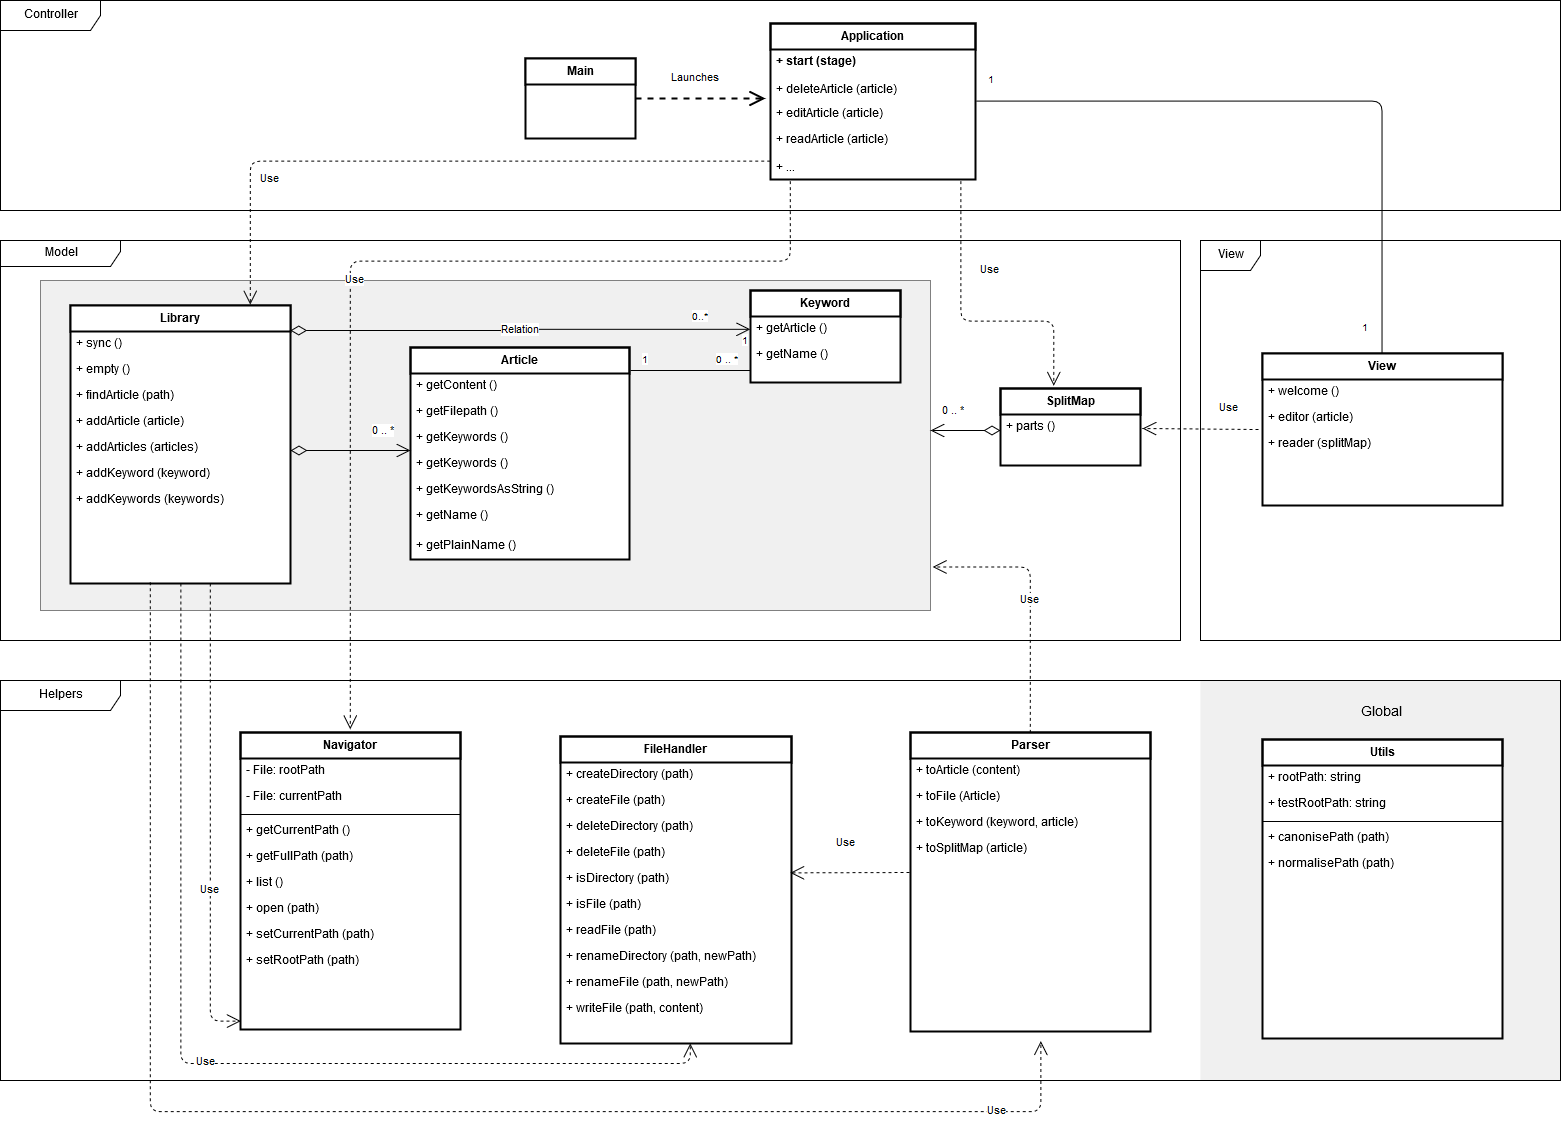 Controller
Application
+ start (stage)
+ deleteArticle (article)
+ editArticle (article)
+ readArticle (article)
+ ...
Main
Launches
1
Use
Model
Use
Use
Library
+ sync ()
+ empty ()
+ findArticle (path)
+ addArticle (article)
+ addArticles (articles)
+ addKeyword (keyword)
+ addKeywords (keywords)
Relation
0..*
Keyword
+ getArticle ()
+ getName ()
1
1
0 .. *
Article
+ getContent ()
+ getFilepath ()
+ getKeywords ()
+ getKeywords ()
+ getKeywordsAsString ()
+ getName ()
+ getPlainName ()
0 .. *
0 .. *
SplitMap
+ parts ()
Use
View
1
View
+ welcome ()
+ editor (article)
+ reader (splitMap)
Use
Helpers
Navigator
- File: rootPath
- File: currentPath
+ getCurrentPath ()
+ getFullPath (path)
+ list ()
+ open (path)
+ setCurrentPath (path)
+ setRootPath (path)
Use
Use
FileHandler
+ createDirectory (path)
+ createFile (path)
+ deleteDirectory (path)
+ deleteFile (path)
+ isDirectory (path)
+ isFile (path)
+ readFile (path)
+ renameDirectory (path, newPath)
+ renameFile (path, newPath)
+ writeFile (path, content)
Use
Parser
+ toArticle (content)
+ toFile (Article)
+ toKeyword (keyword, article)
+ toSplitMap (article)
Use
Global
Utils
+ rootPath: string
+ testRootPath: string
+ canonisePath (path)
+ normalisePath (path)